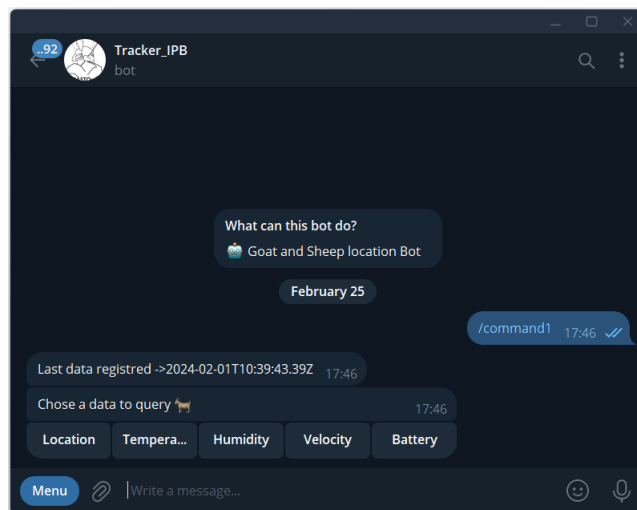 ..92
Tracker_IPB
bot
What can this bot do?
🤖 Goat and Sheep location Bot
February 25
/command1 17:46
Last data registred ->2024-02-01T10:39:43.39Z 17:46
Chose a data to query 🐐 17:46
Location Tempera... Humidity Velocity Battery
Menu Write a message...